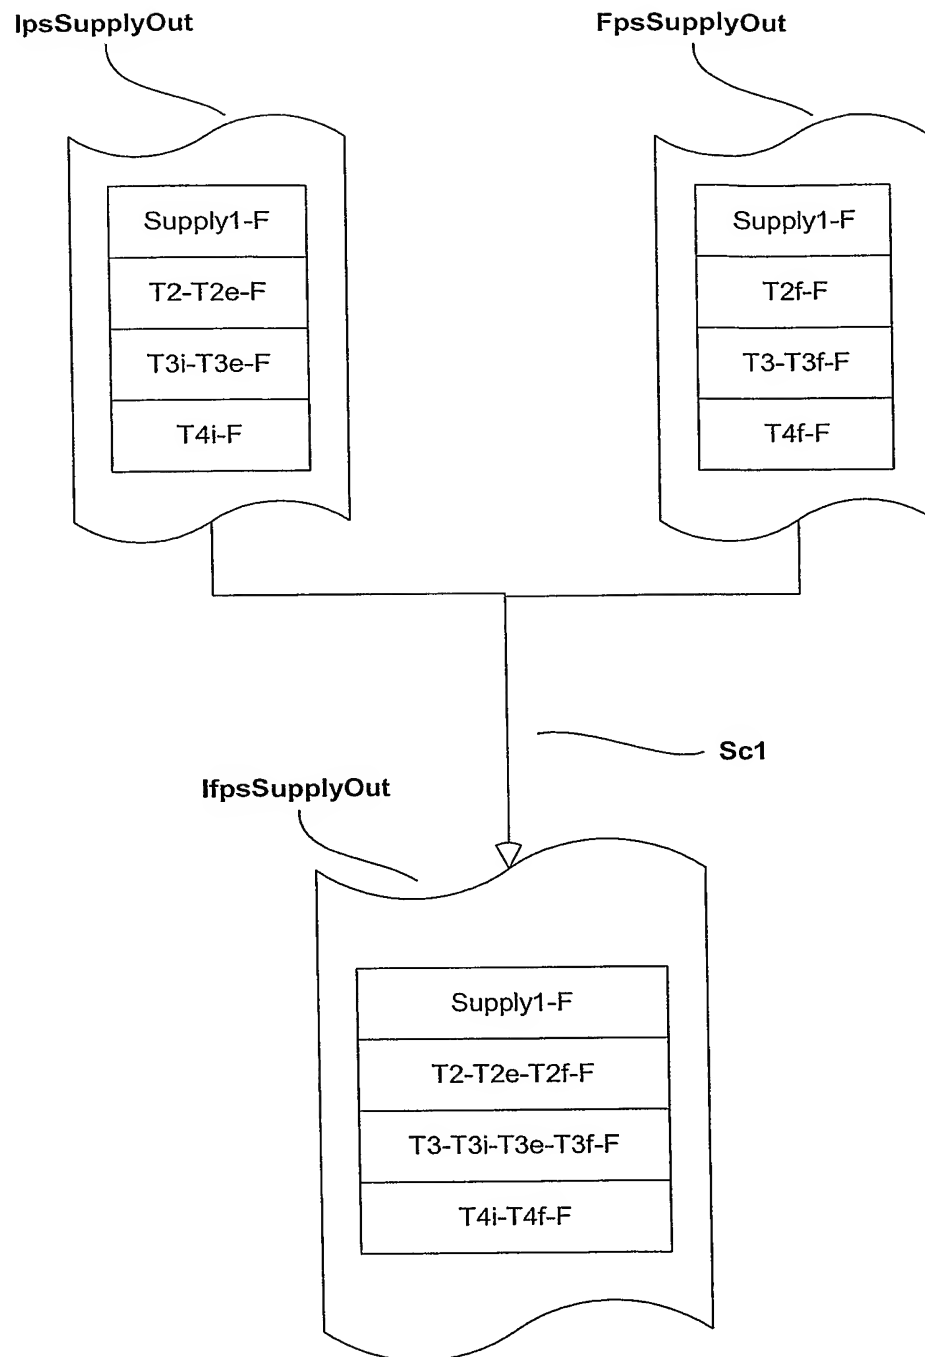 IpsSupplyOut
FpsSupplyOut
Supply1-F
T2-T2e-F
T3i-T3e-F
T4i-F
Supply1-F
T2f-F
T3-T3f-F
T4f-F
Sc1
IfpsSupplyOut
Supply1-F
T2-T2e-T2f-F
T3-T3i-T3e-T3f-F
T4i-T4f-F